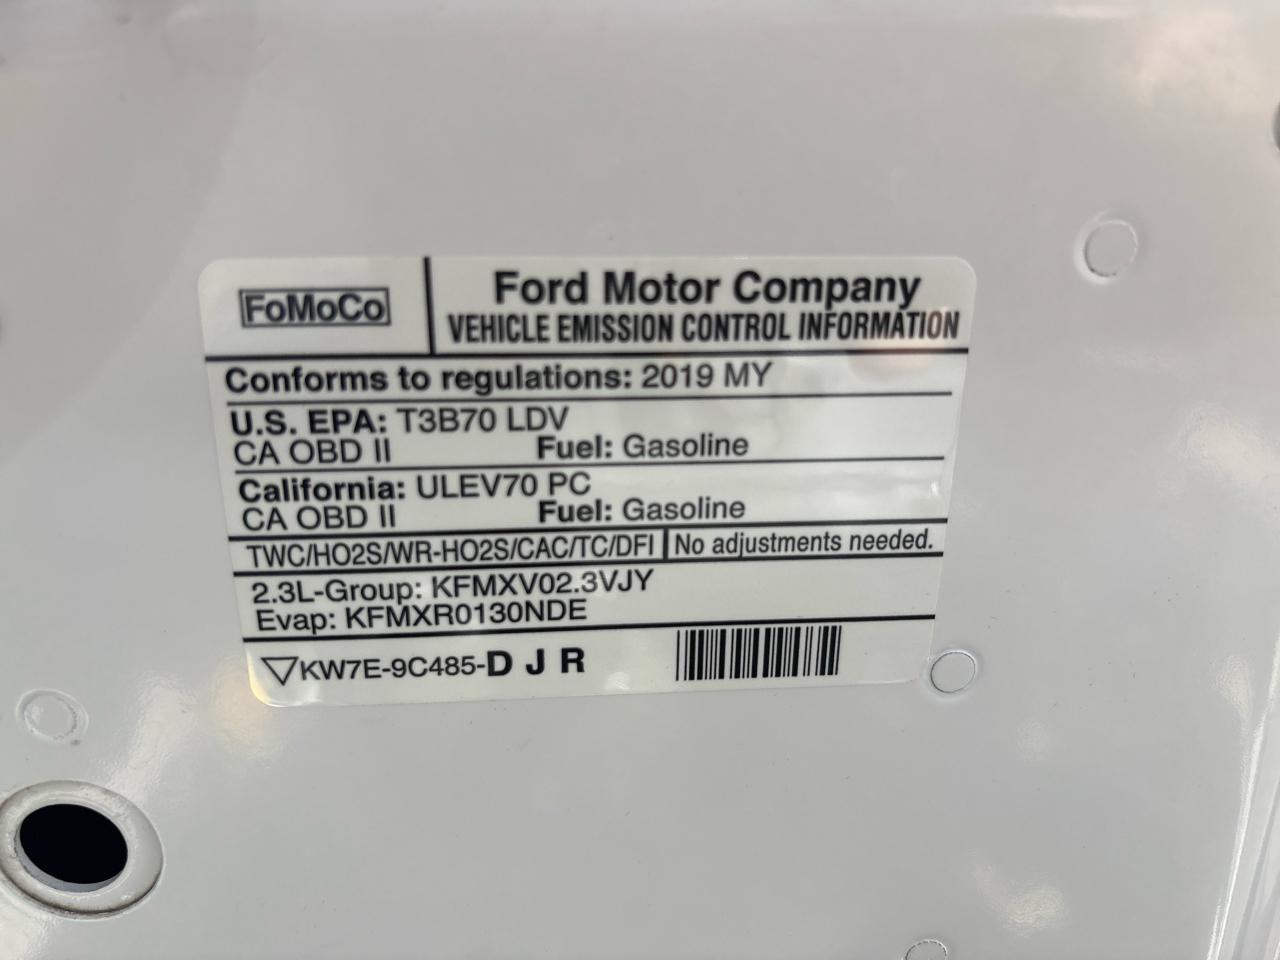 FoMoCo
Ford Motor Company
VEHICLE EMISSION CONTROL INFORMATION
Conforms to regulations: 2019 MY
U.S. EPA: T3B70 LDV
CA OBD II Fuel: Gasoline
California: ULEV70 PC
CA OBD II Fuel: Gasoline
TWC/HO2S/WR-HO2S/CAC/TC/DFI No adjustments needed.
2.3L-Group: KFMXV02.3VJY
Evap: KFMXR0130NDE
KW7E-9C485-D J R